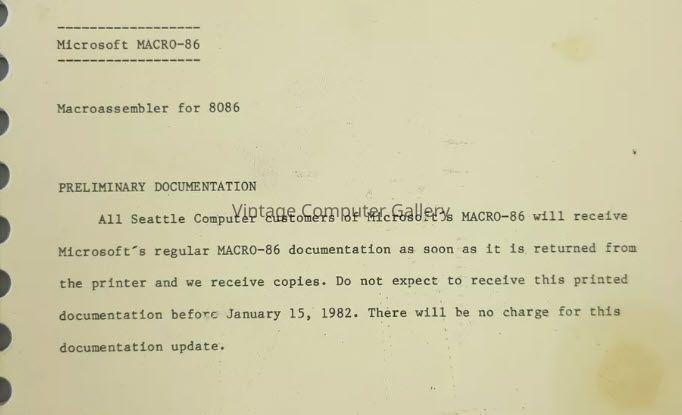 Microsoft MACRO-86
Macroassembler for 8086
PRELIMINARY DOCUMENTATION
Vintage Computer Gallery
All Seattle Computer customers of Microsoft´s MACRO-86 will receive
Microsoft´s regular MACRO-86 documentation as soon as it is returned from
the printer and we receive copies. Do not expect to receive this printed
documentation before January 15, 1982. There will be no charge for this
documentation update.